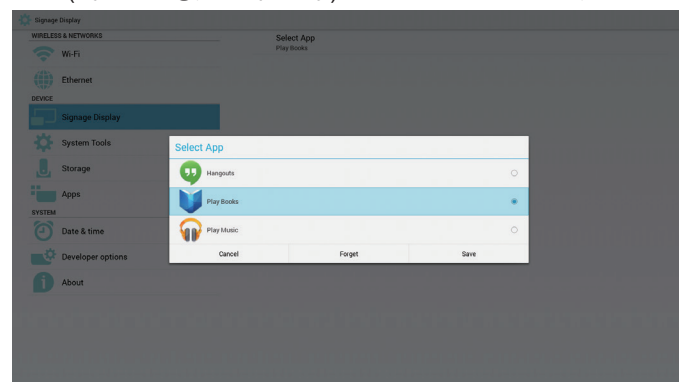 Signage Display
WIRELESS & NETWORKS
Wi-Fi
Ethernet
DEVICE
Signage Display
System Tools
Storage
Apps
SYSTEM
Date & time
Developer options
About
Select App
Play Books
Select App
Hangouts
Play Books
Play Music
Cancel Forget Save